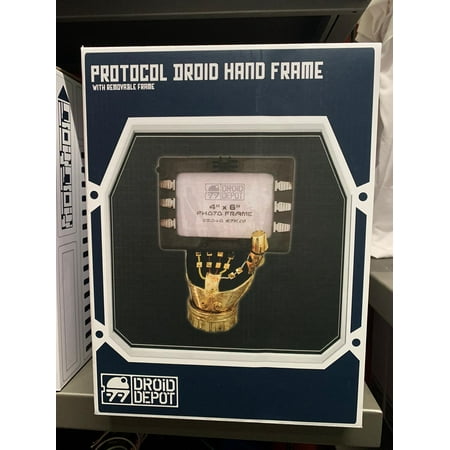 PROTOCOL DROID HAND FRAME
WITH REMOVABLE FRAME
DROID
DEPOT
4" x 6"
PHOTO FRAME
DROID
DEPOT